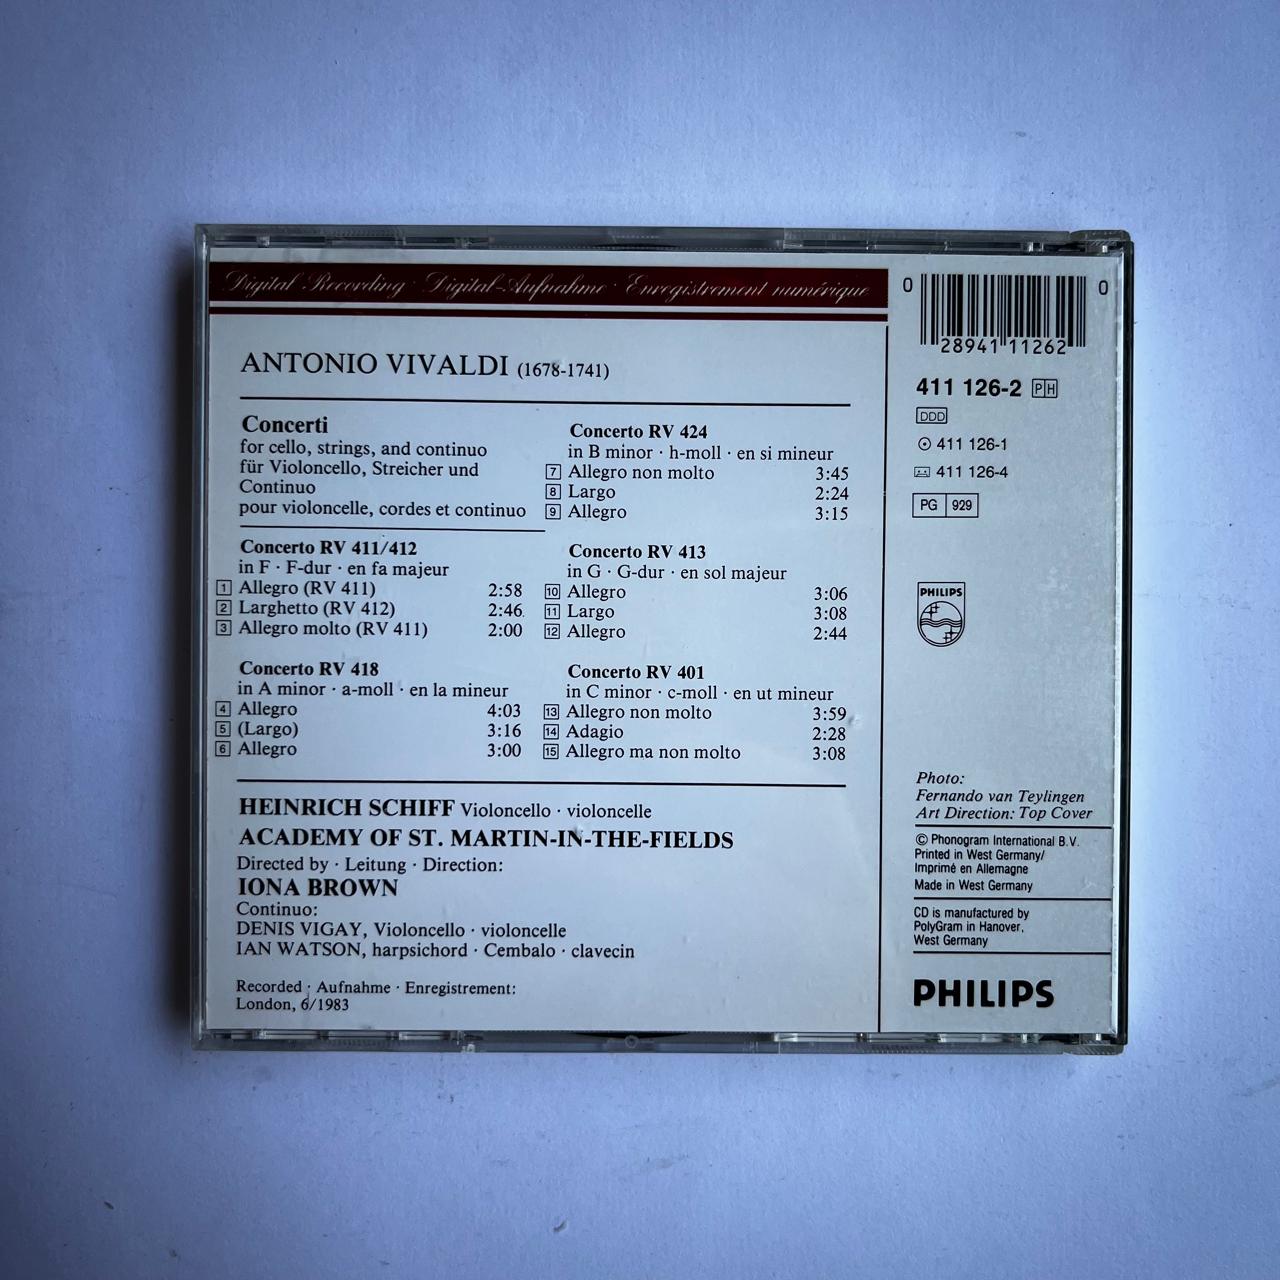 Digital Recording · Digital-Aufnahme · Enregistrement numérique
ANTONIO VIVALDI (1678-1741)
Concerti
for cello, strings, and continuo
für Violoncello, Streicher und
Continuo
pour violoncelle, cordes et continuo
Concerto RV 411/412
in F · F-dur · en fa majeur
1 Allegro (RV 411) 2:58
2 Larghetto (RV 412) 2:46
3 Allegro molto (RV 411) 2:00
Concerto RV 418
in A minor · a-moll · en la mineur
4 Allegro 4:03
5 (Largo) 3:16
6 Allegro 3:00
Concerto RV 424
in B minor · h-moll · en si mineur
7 Allegro non molto 3:45
8 Largo 2:24
9 Allegro 3:15
Concerto RV 413
in G · G-dur · en sol majeur
10 Allegro 3:06
11 Largo 3:08
12 Allegro 2:44
Concerto RV 401
in C minor · c-moll · en ut mineur
13 Allegro non molto 3:59
14 Adagio 2:28
15 Allegro ma non molto 3:08
HEINRICH SCHIFF Violoncello · violoncelle
ACADEMY OF ST. MARTIN-IN-THE-FIELDS
Directed by · Leitung · Direction:
IONA BROWN
Continuo:
DENIS VIGAY, Violoncello · violoncelle
IAN WATSON, harpsichord · Cembalo · clavecin
Recorded · Aufnahme · Enregistrement:
London, 6/1983
0 28941 11262 0
411 126-2 PH
DDD
411 126-1
411 126-4
PG 929
PHILIPS
Photo:
Fernando van Teylingen
Art Direction: Top Cover
© Phonogram International B.V.
Printed in West Germany/
Imprimé en Allemagne
Made in West Germany
CD is manufactured by
PolyGram in Hanover,
West Germany
PHILIPS